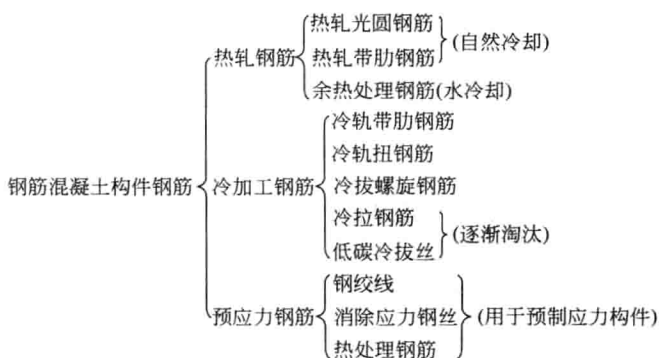 热轧光圆钢筋
(自然冷却)
热轧钢筋
热轧带肋钢筋
余热处理钢筋(水冷却)
冷轨带肋钢筋
冷轨扭钢筋
钢筋混凝土构件钢筋
冷加工钢筋
冷拔螺旋钢筋
冷拉钢筋
(逐渐淘汰)
低碳冷拔丝
钢绞线
预应力钢筋
消除应力钢丝
(用于预制应力构件)
热处理钢筋